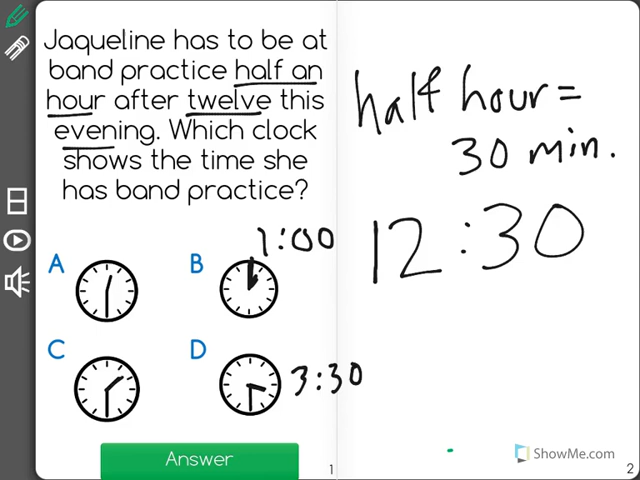 Jaqueline has to be at
band practice half an
hour after twelve this
evening. Which clock
shows the time she
has band practice?
half hour =
30 min.
12:30
A
B
1:00
C
D
3:30
Answer
1
ShowMe.com
2